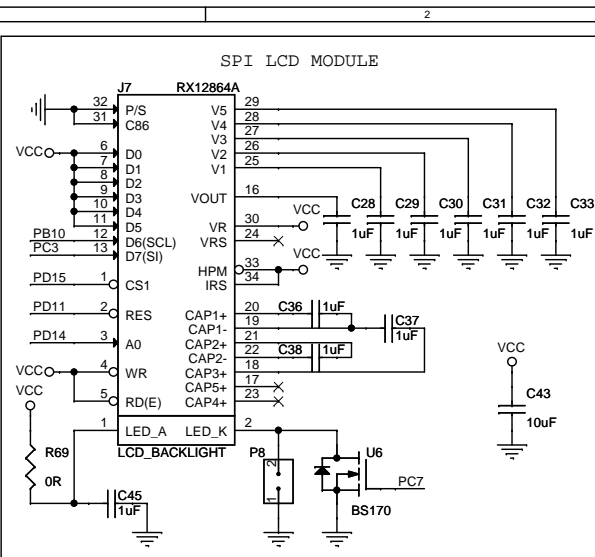 2
SPI LCD MODULE
J7 RX12864A
32 P/S V5 29
31 C86 V4 28
V3 27
VCC 6 D0 V2 26
7 D1 V1 25
8 D2
9 D3 VOUT 16 C28 C29 C30 C31 C32 C33
10 D4 VCC
11 D5 VR 30 1uF 1uF 1uF 1uF 1uF 1uF
PB10 12 D6(SCL) VRS 24
PC3 13 D7(SI) VCC
HPM 33
PD15 1 CS1 IRS 34
PD11 2 RES CAP1+ 20 C36 1uF
CAP1- 19 C37
PD14 3 A0 CAP2+ 21 1uF
CAP2- 22 C38 1uF
VCC 4 WR CAP3+ 18 VCC
VCC CAP5+ 17
5 RD(E) CAP4+ 23
C43
10uF
1 LED_A LED_K 2
LCD_BACKLIGHT
R69 P8 U6
0R 2
1 PC7
C45 BS170
1uF